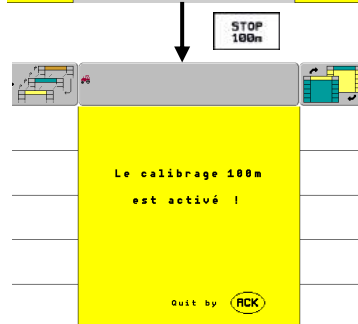 STOP
100m
Le calibrage 100m
est activé !
Quit by ACK